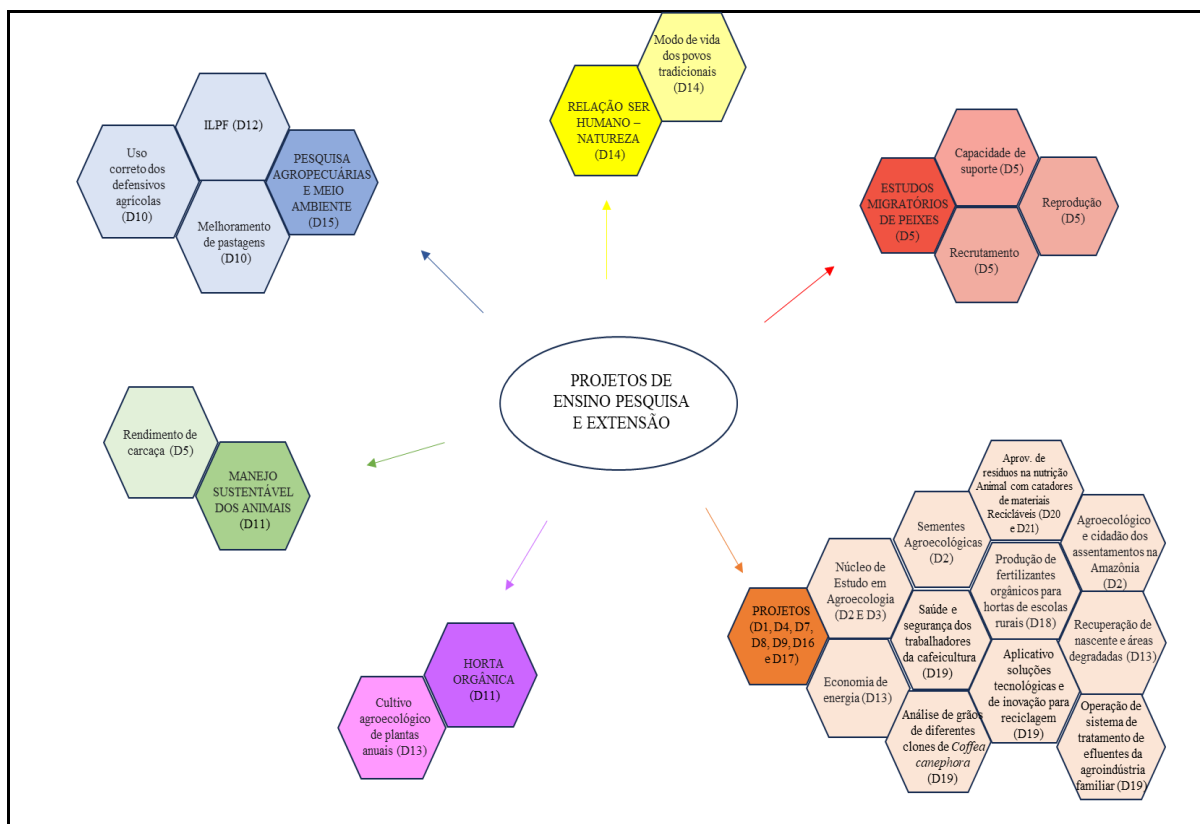 Modo de vida
dos povos
tradicionais
(D14)
RELAÇÃO SER
HUMANO –
NATUREZA
(D14)
ILPF (D12)
Uso
correto dos
defensivos
agrícolas
(D10)
PESQUISA
AGROPECUÁRIAS
E MEIO
AMBIENTE
(D15)
Melhoramento
de pastagens
(D10)
Capacidade de
suporte (D5)
ESTUDOS
MIGRATÓRIOS
DE PEIXES
(D5)
Reprodução
(D5)
Recrutamento
(D5)
PROJETOS DE
ENSINO PESQUISA
E EXTENSÃO
Rendimento de
carcaça (D5)
MANEJO
SUSTENTÁVEL
DOS ANIMAIS
(D11)
HORTA
ORGÂNICA
(D11)
Cultivo
agroecológico
de plantas
anuais (D13)
Aprov. de
resíduos na nutrição
Animal com catadores
de materiais
Recicláveis (D20
e D21)
Sementes
Agroecológicas
(D2)
Agroecológico
e cidadão dos
assentamentos na
Amazônia
(D2)
Núcleo de
Estudo em
Agroecologia
(D2 E D3)
Produção de
fertilizantes
orgânicos para
hortas de escolas
rurais (D18)
PROJETOS
(D1, D4, D7,
D8, D9, D16
e D17)
Saúde e
segurança dos
trabalhadores
da cafeicultura
(D19)
Recuperação de
nascente e áreas
degradadas (D13)
Economia de
energia (D13)
Aplicativo
soluções
tecnológicas e
de inovação para
reciclagem
(D19)
Análise de grãos
de diferentes
clones de Coffea
canephora
(D19)
Operação de
sistema de
tratamento de
efluentes da
agroindústria
familiar (D19)